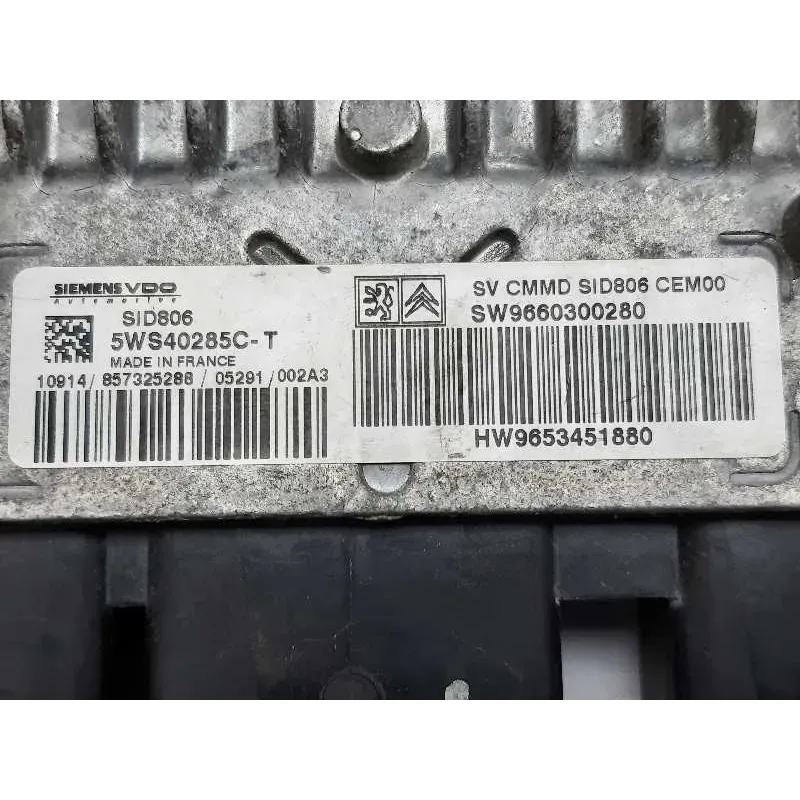 SIEMENS VDO
Automotive
SID806
5WS40285C-T
MADE IN FRANCE
10914/857325288/05291/002A3
SV CMMD SID806 CEM00
SW9660300280
HW9653451880